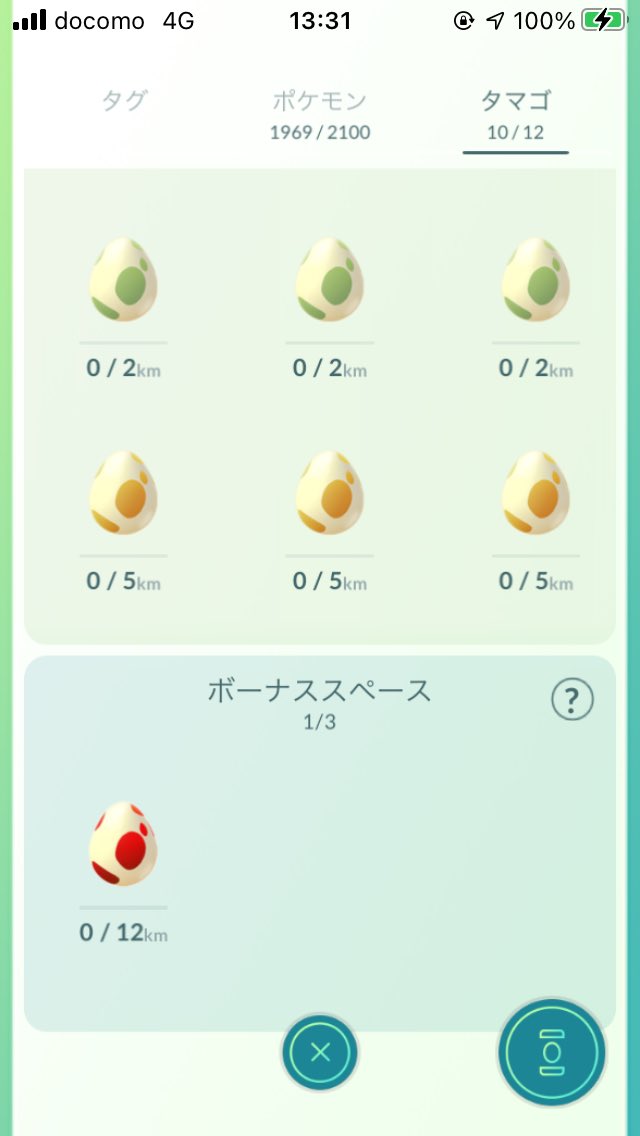 docomo 4G 13:31 100%
タグ ポケモン タマゴ
1969 / 2100 10 / 12
0 / 2km 0 / 2km 0 / 2km
0 / 5km 0 / 5km 0 / 5km
ボーナススペース
?
1/3
0 / 12km